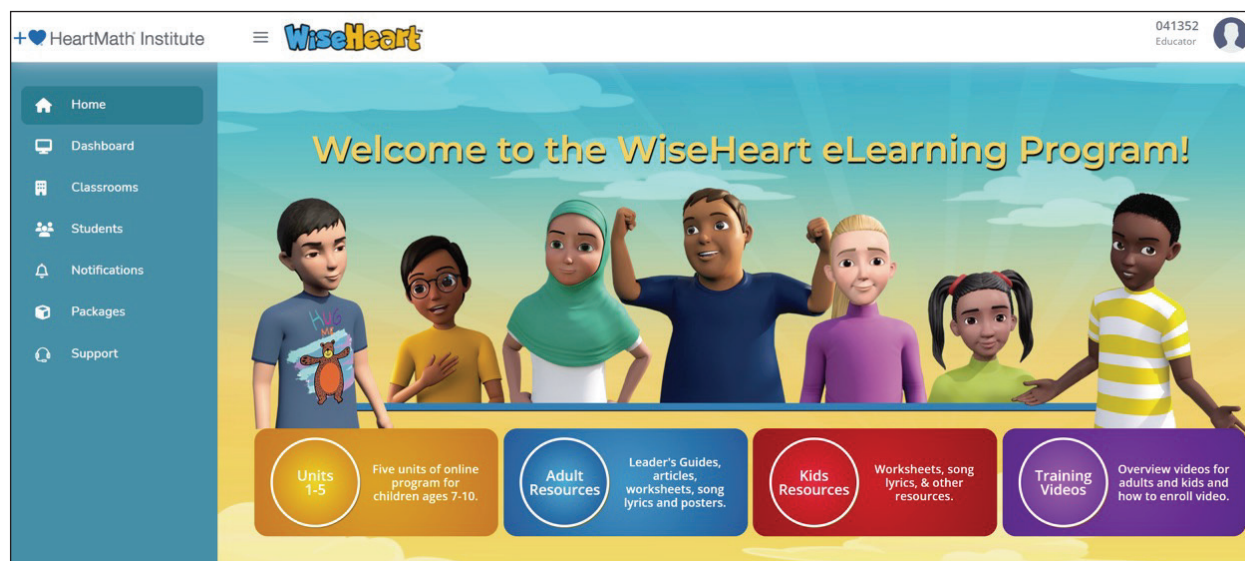 HeartMath Institute
WiseHeart
041352
Educator
Home
Dashboard
Classrooms
Students
Notifications
Packages
Support
Welcome to the WiseHeart eLearning Program!
HUG
ME
Units
1-5
Five units of online
program for
children ages 7-10.
Adult
Resources
Leader's Guides,
articles,
worksheets, song
lyrics and posters.
Kids
Resources
Worksheets, song
lyrics, & other
resources.
Training
Videos
Overview videos for
adults and kids and
how to enroll video.